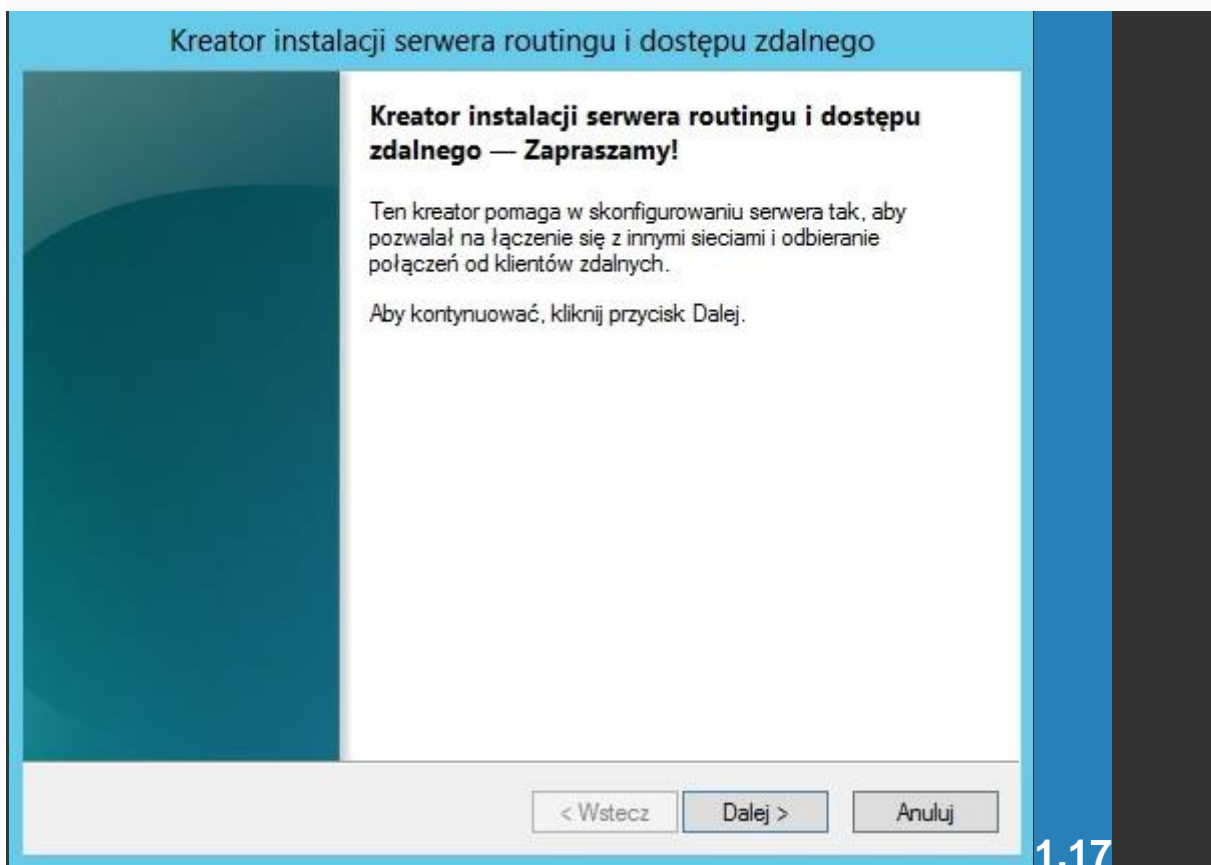 Kreator instalacji serwera routingu i dostępu zdalnego
Kreator instalacji serwera routingu i dostępu
zdalnego — Zapraszamy!
Ten kreator pomaga w skonfigurowaniu serwera tak, aby
pozwalał na łączenie się z innymi sieciami i odbieranie
połączeń od klientów zdalnych.
Aby kontynuować, kliknij przycisk Dalej.
< Wstecz Dalej > Anuluj
1.17